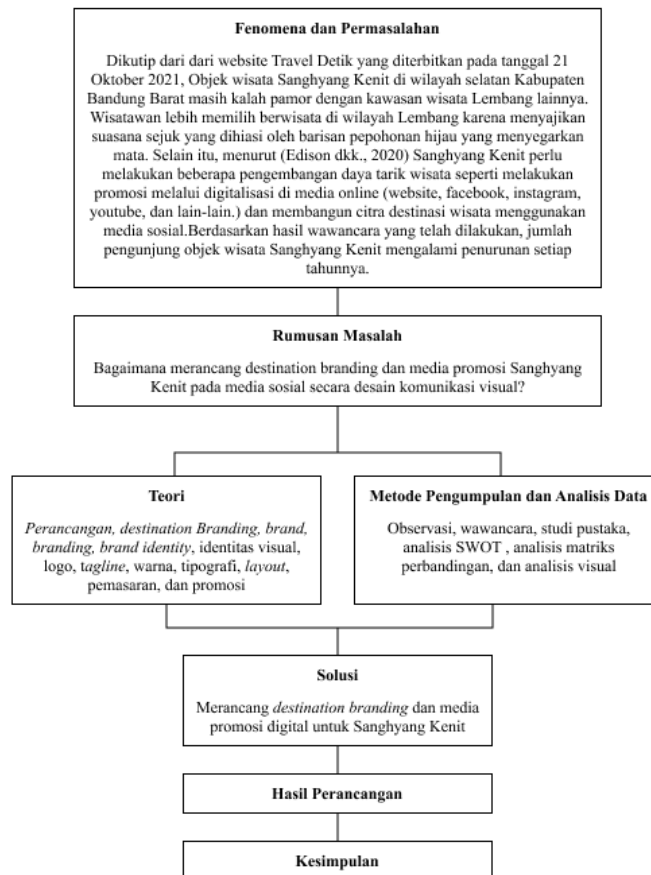 Fenomena dan Permasalahan
Dikutip dari dari website Travel Detik yang diterbitkan pada tanggal 21
Oktober 2021, Objek wisata Sanghyang Kenit di wilayah selatan Kabupaten
Bandung Barat masih kalah pamor dengan kawasan wisata Lembang lainnya.
Wisatawan lebih memilih berwisata di wilayah Lembang karena menyajikan
suasana sejuk yang dihiasi oleh barisan pepohonan hijau yang menyegarkan
mata. Selain itu, menurut (Edison dkk., 2020) Sanghyang Kenit perlu
melakukan beberapa pengembangan daya tarik wisata seperti melakukan
promosi melalui digitalisasi di media online (website, facebook, instagram,
youtube, dan lain-lain.) dan membangun citra destinasi wisata menggunakan
media sosial.Berdasarkan hasil wawancara yang telah dilakukan, jumlah
pengunjung objek wisata Sanghyang Kenit mengalami penurunan setiap
tahunnya.
Rumusan Masalah
Bagaimana merancang destination branding dan media promosi Sanghyang
Kenit pada media sosial secara desain komunikasi visual?
Teori
Perancangan, destination Branding, brand,
branding, brand identity, identitas visual,
logo, tagline, warna, tipografi, layout,
pemasaran, dan promosi
Metode Pengumpulan dan Analisis Data
Observasi, wawancara, studi pustaka,
analisis SWOT , analisis matriks
perbandingan, dan analisis visual
Solusi
Merancang destination branding dan media
promosi digital untuk Sanghyang Kenit
Hasil Perancangan
Kesimpulan